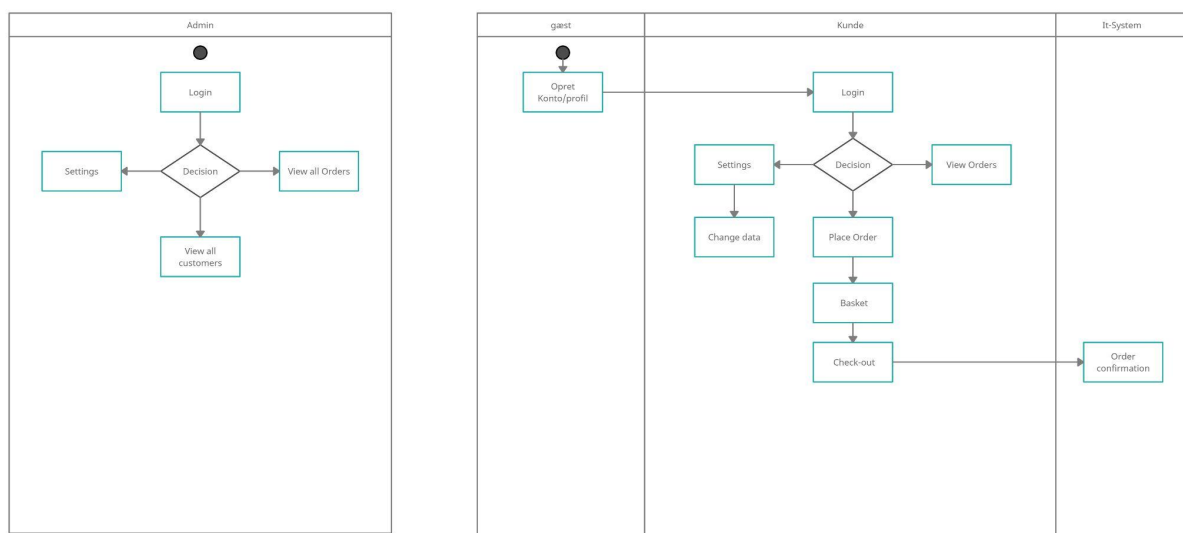 Admin
Login
Settings
Decision
View all Orders
View all
customers
gæst
Kunde
It-System
Opret
Konto/profil
Login
Settings
Decision
View Orders
Change data
Place Order
Basket
Check-out
Order
confirmation